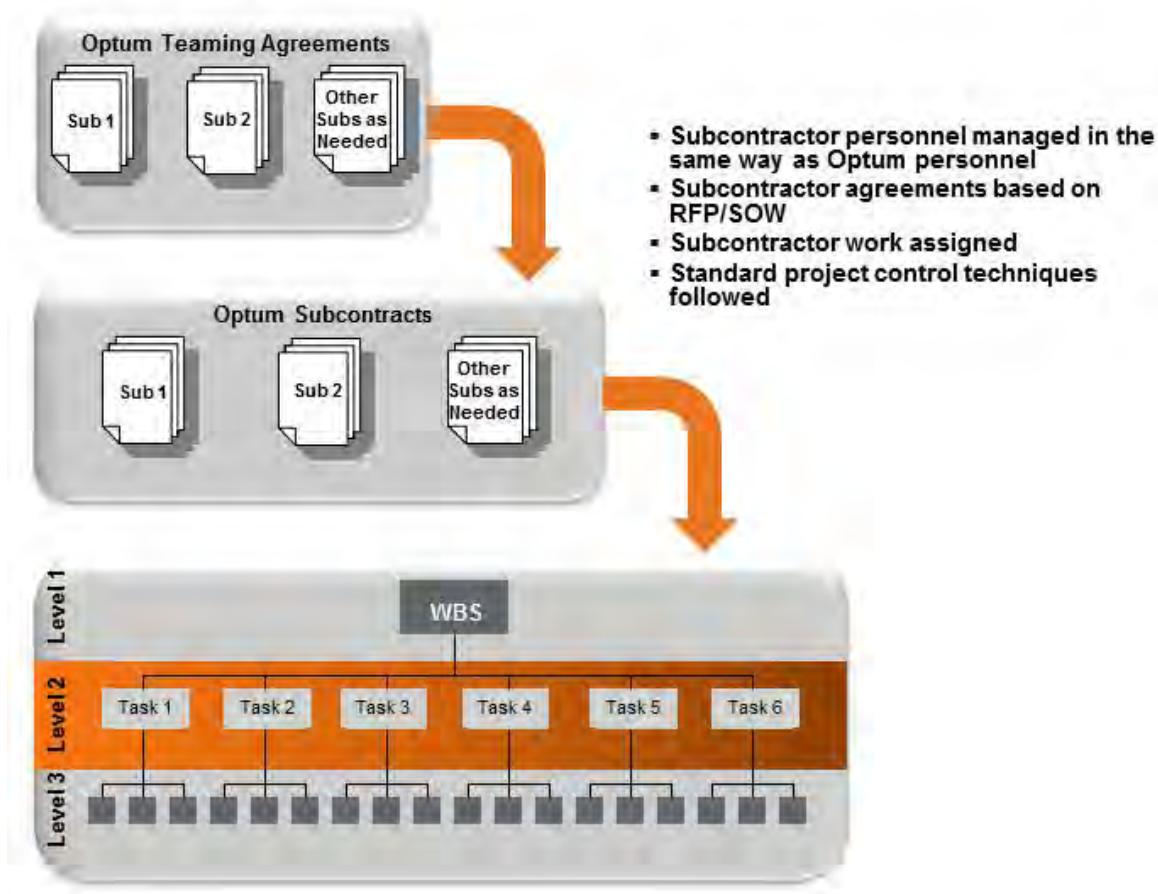 Optum Teaming Agreements
Sub 1
Sub 2
Other
Subs as
Needed
▪ Subcontractor personnel managed in the
same way as Optum personnel
▪ Subcontractor agreements based on
RFP/SOW
▪ Subcontractor work assigned
▪ Standard project control techniques
followed
Optum Subcontracts
Sub 1
Sub 2
Other
Subs as
Needed
Level 1
WBS
Level 2
Task 1
Task 2
Task 3
Task 4
Task 5
Task 6
Level 3